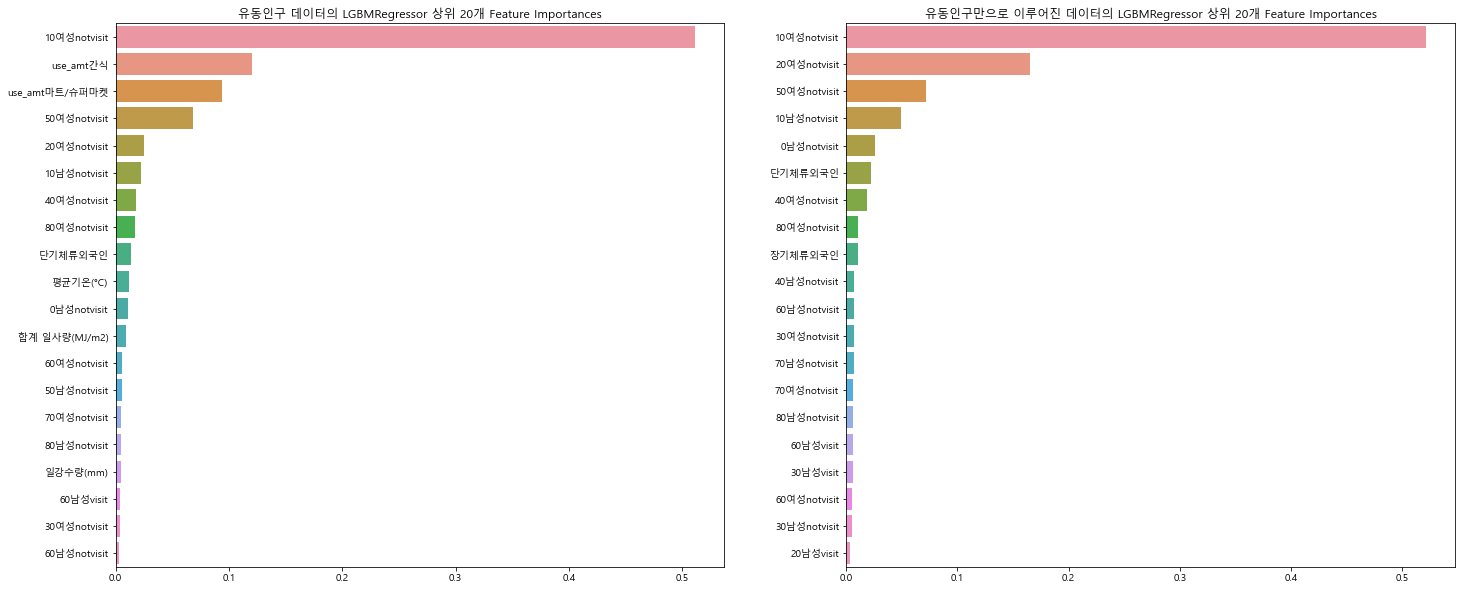 유동인구 데이터의 LGBMRegressor 상위 20개 Feature Importances
10여성notvisit
use_amt간식
use_amt마트/슈퍼마켓
50여성notvisit
20여성notvisit
10남성notvisit
40여성notvisit
80여성notvisit
단기체류외국인
평균기온(°C)
0남성notvisit
합계 일사량(MJ/m2)
60여성notvisit
50남성notvisit
70여성notvisit
80남성notvisit
일강수량(mm)
60남성visit
30여성notvisit
60남성notvisit
0.0 0.1 0.2 0.3 0.4 0.5
유동인구만으로 이루어진 데이터의 LGBMRegressor 상위 20개 Feature Importances
10여성notvisit
20여성notvisit
50여성notvisit
10남성notvisit
0남성notvisit
단기체류외국인
40여성notvisit
80여성notvisit
장기체류외국인
40남성notvisit
60남성notvisit
30여성notvisit
70남성notvisit
70여성notvisit
80남성notvisit
60남성visit
30남성visit
60여성notvisit
30남성notvisit
20남성visit
0.0 0.1 0.2 0.3 0.4 0.5